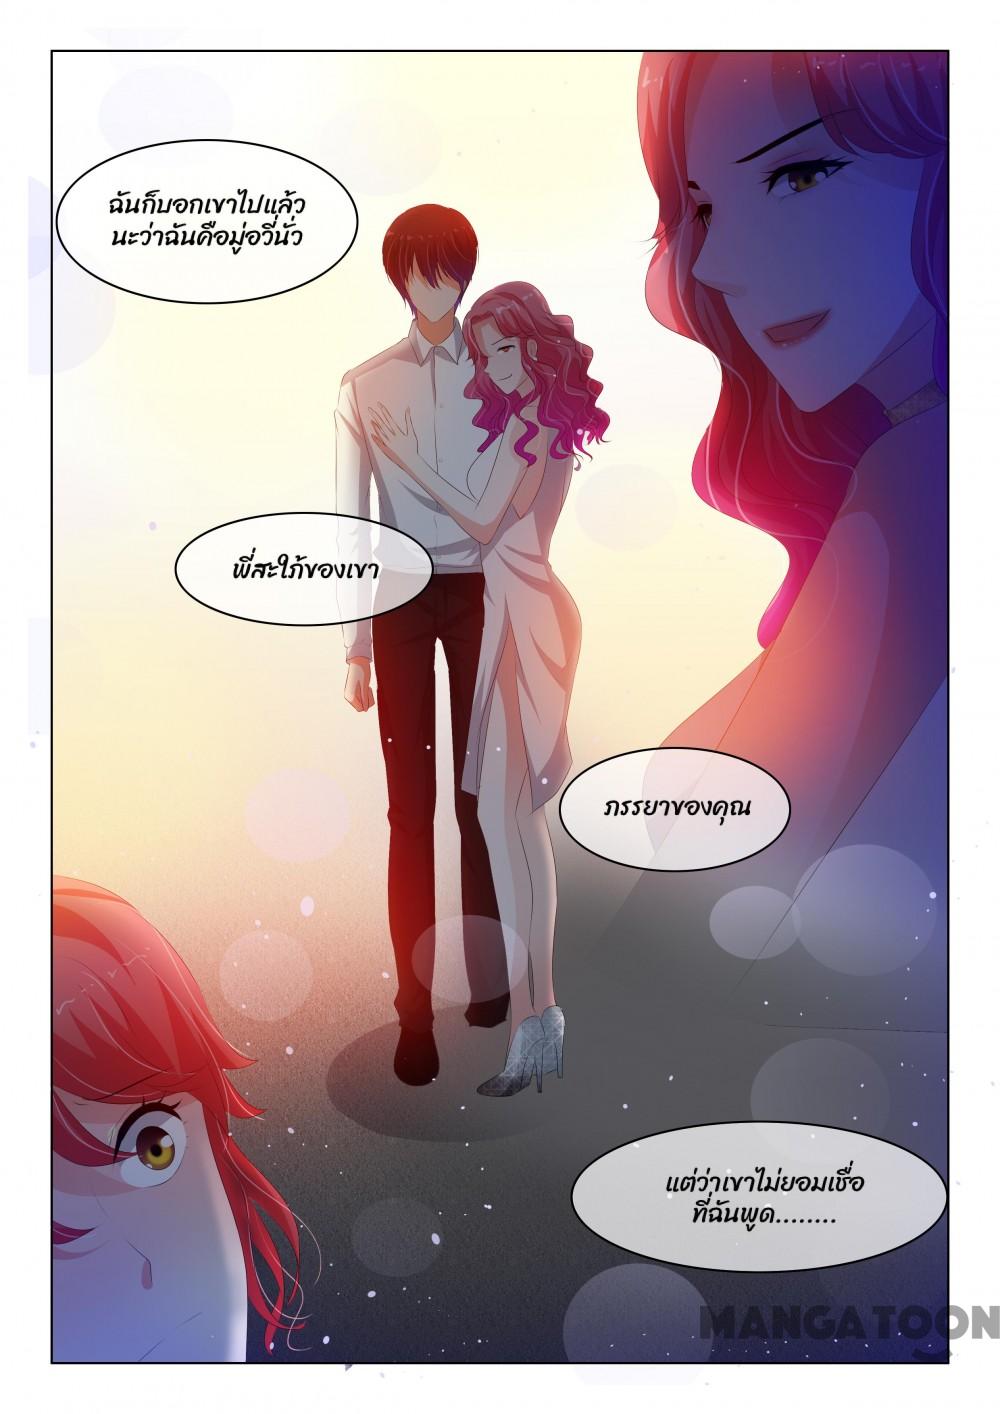 ฉันก็บอกเขาไปแล้ว
นะว่าฉันคือมู่อวี่นั่ว
พี่สะใภ้ของเขา
ภรรยาของคุณ
แต่ว่าเขาไม่ยอมเชื่อ
ที่ฉันพูด........
MANGATOON